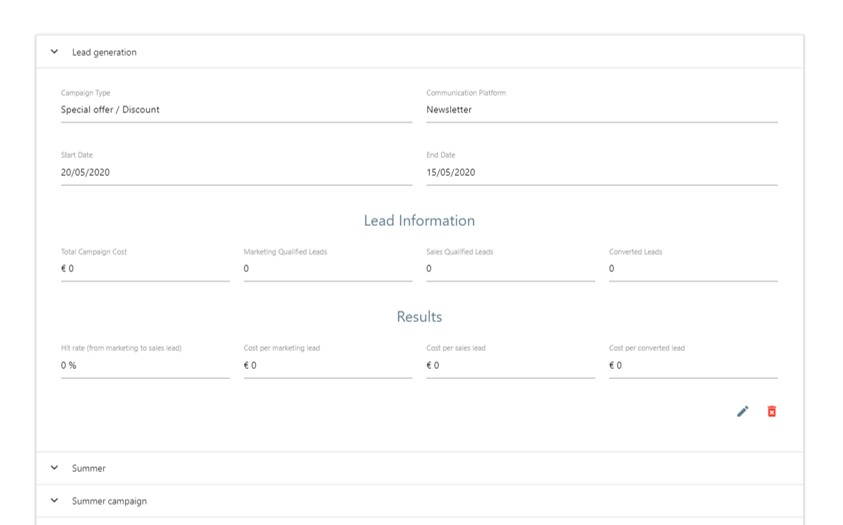 Lead generation
Campaign Type Communication Platform
Special offer / Discount Newsletter
Start Date End Date
20/05/2020 15/05/2020
Lead Information
Total Campaign Cost Marketing Qualified Leads Sales Qualified Leads Converted Leads
€ 0 0 0 0
Results
Hit rate (from marketing to sales lead) Cost per marketing lead Cost per sales lead Cost per converted lead
0 % € 0 € 0 € 0
Summer
Summer campaign